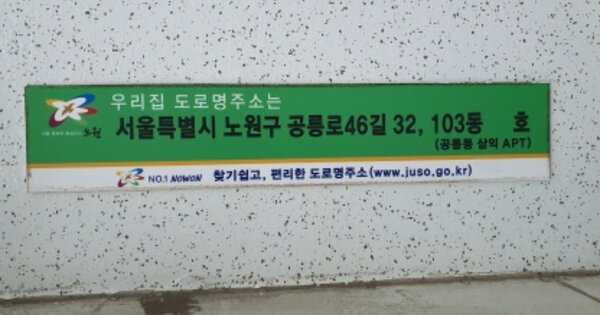 우리집 도로명주소는
서울특별시 노원구 공릉로46길 32, 103동 호
(공릉동 삼익 APT)
노원
NO.1 NOWON 찾기쉽고, 편리한 도로명주소(www.juso.go.kr)